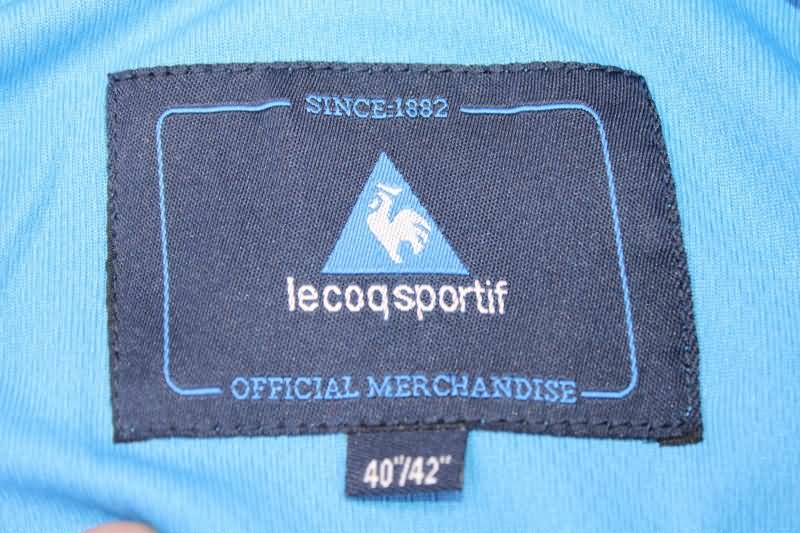 SINCE·1882
lecoqsportif
OFFICIAL MERCHANDISE
40"/42"